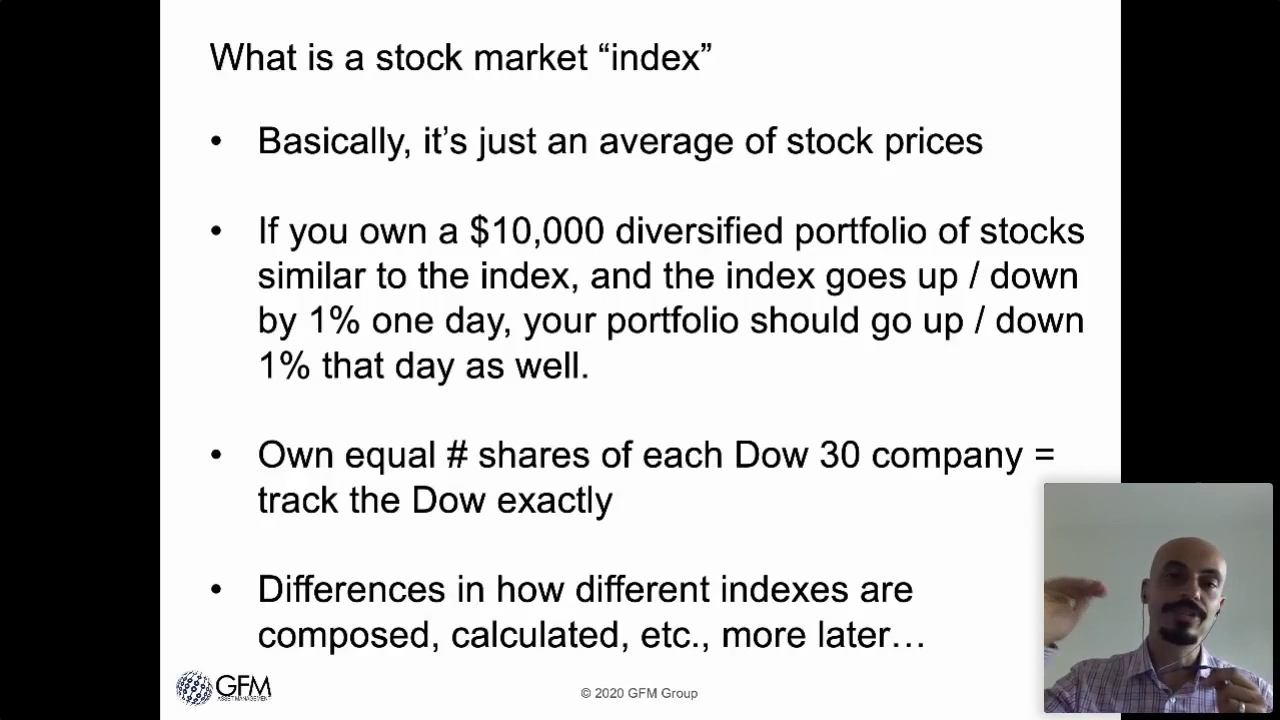 What is a stock market “index”
• Basically, it’s just an average of stock prices
• If you own a $10,000 diversified portfolio of stocks
similar to the index, and the index goes up / down
by 1% one day, your portfolio should go up / down
1% that day as well.
• Own equal # shares of each Dow 30 company =
track the Dow exactly
• Differences in how different indexes are
composed, calculated, etc., more later…
GFM
ASSET MANAGEMENT
© 2020 GFM Group